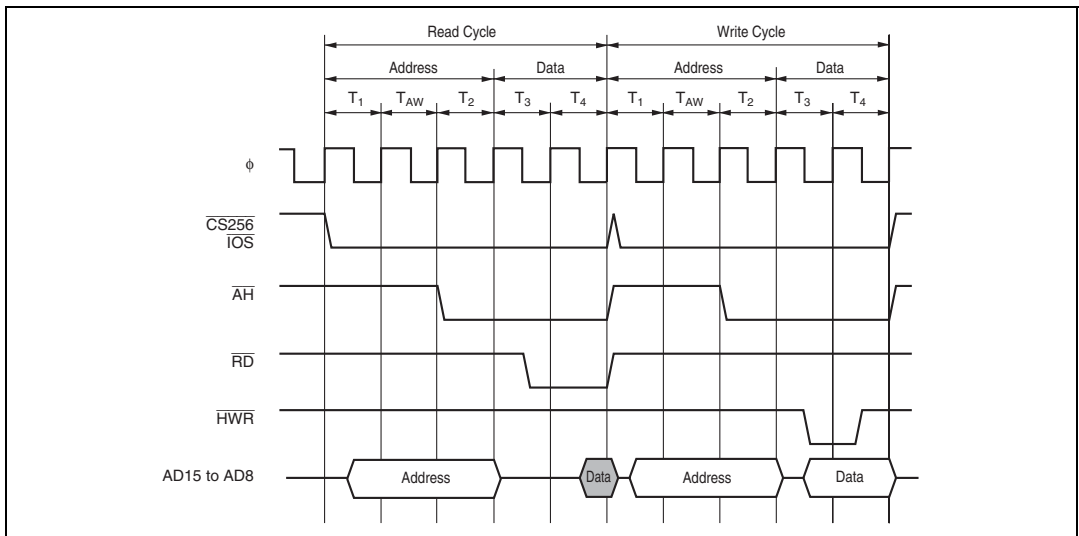 Read Cycle Write Cycle
Address Data Address Data
T1 TAW T2 T3 T4 T1 TAW T2 T3 T4
ϕ
CS256
IOS
AH
RD
HWR
AD15 to AD8 Address Data Address Data